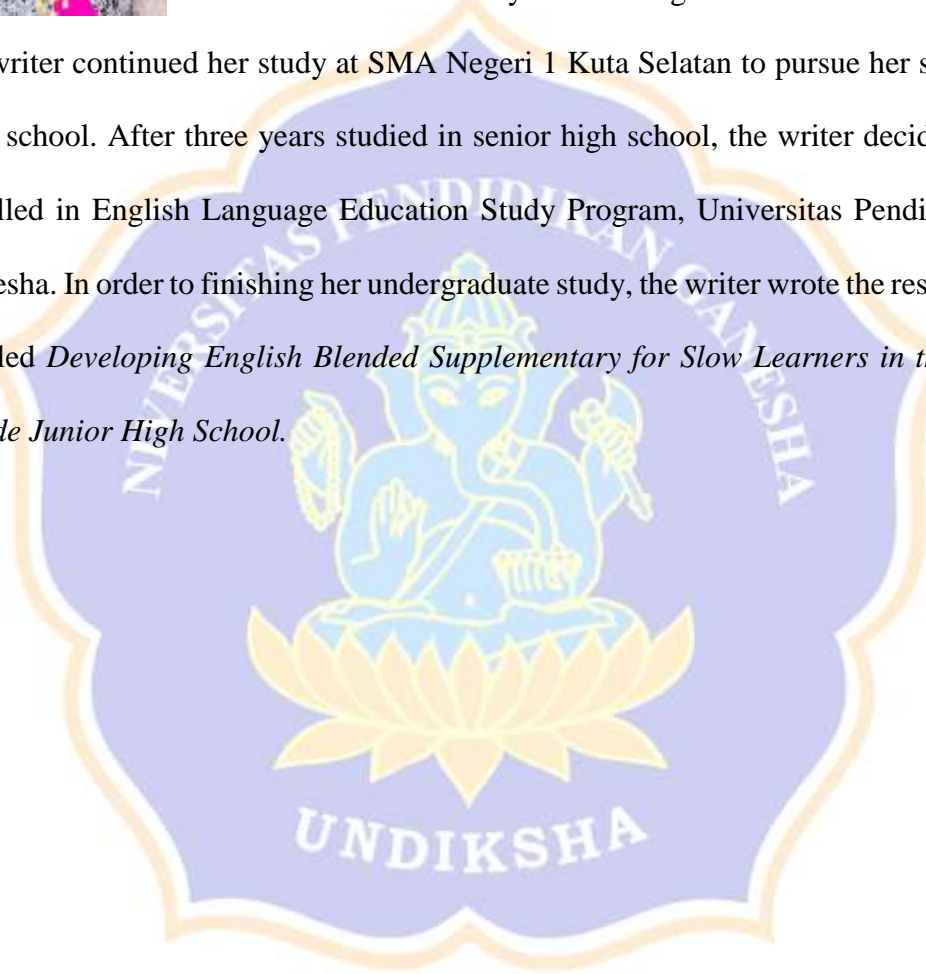 writer continued her study at SMA Negeri 1 Kuta Selatan to pursue her s
school. After three years studied in senior high school, the writer decid
lled in English Language Education Study Program, Universitas Pendi
esha. In order to finishing her undergraduate study, the writer wrote the res
led Developing English Blended Supplementary for Slow Learners in t
de Junior High School.
NIVERSITAS PENDIDIKAN GANESHA
UNDIKSHA